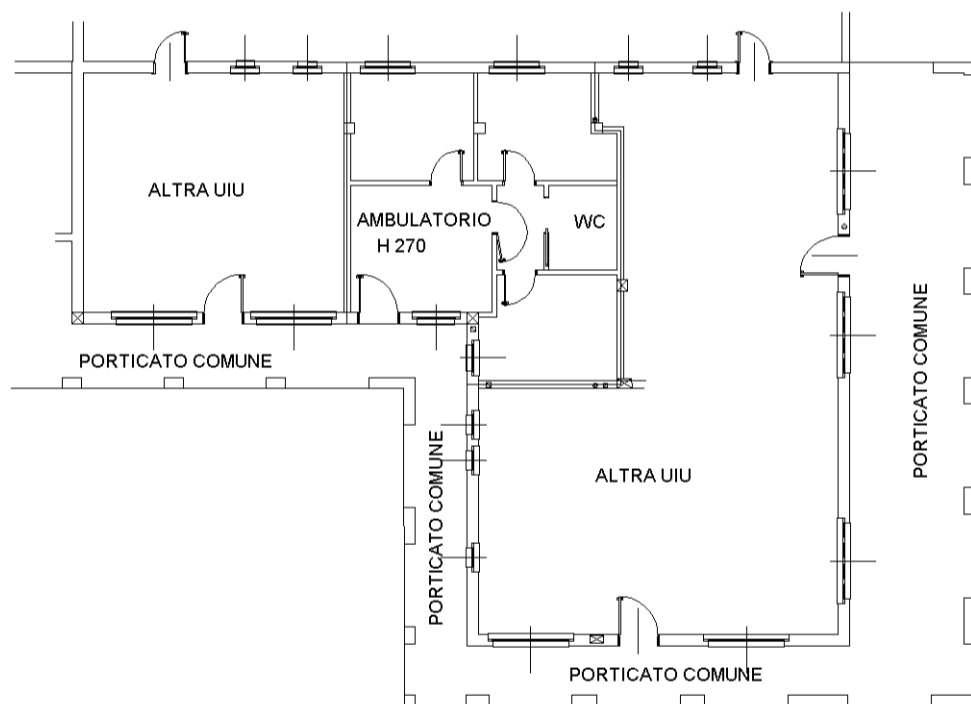 ALTRA UIU
AMBULATORIO
H 270
WC
PORTICATO COMUNE
PORTICATO COMUNE
PORTICATO COMUNE
ALTRA UIU
PORTICATO COMUNE